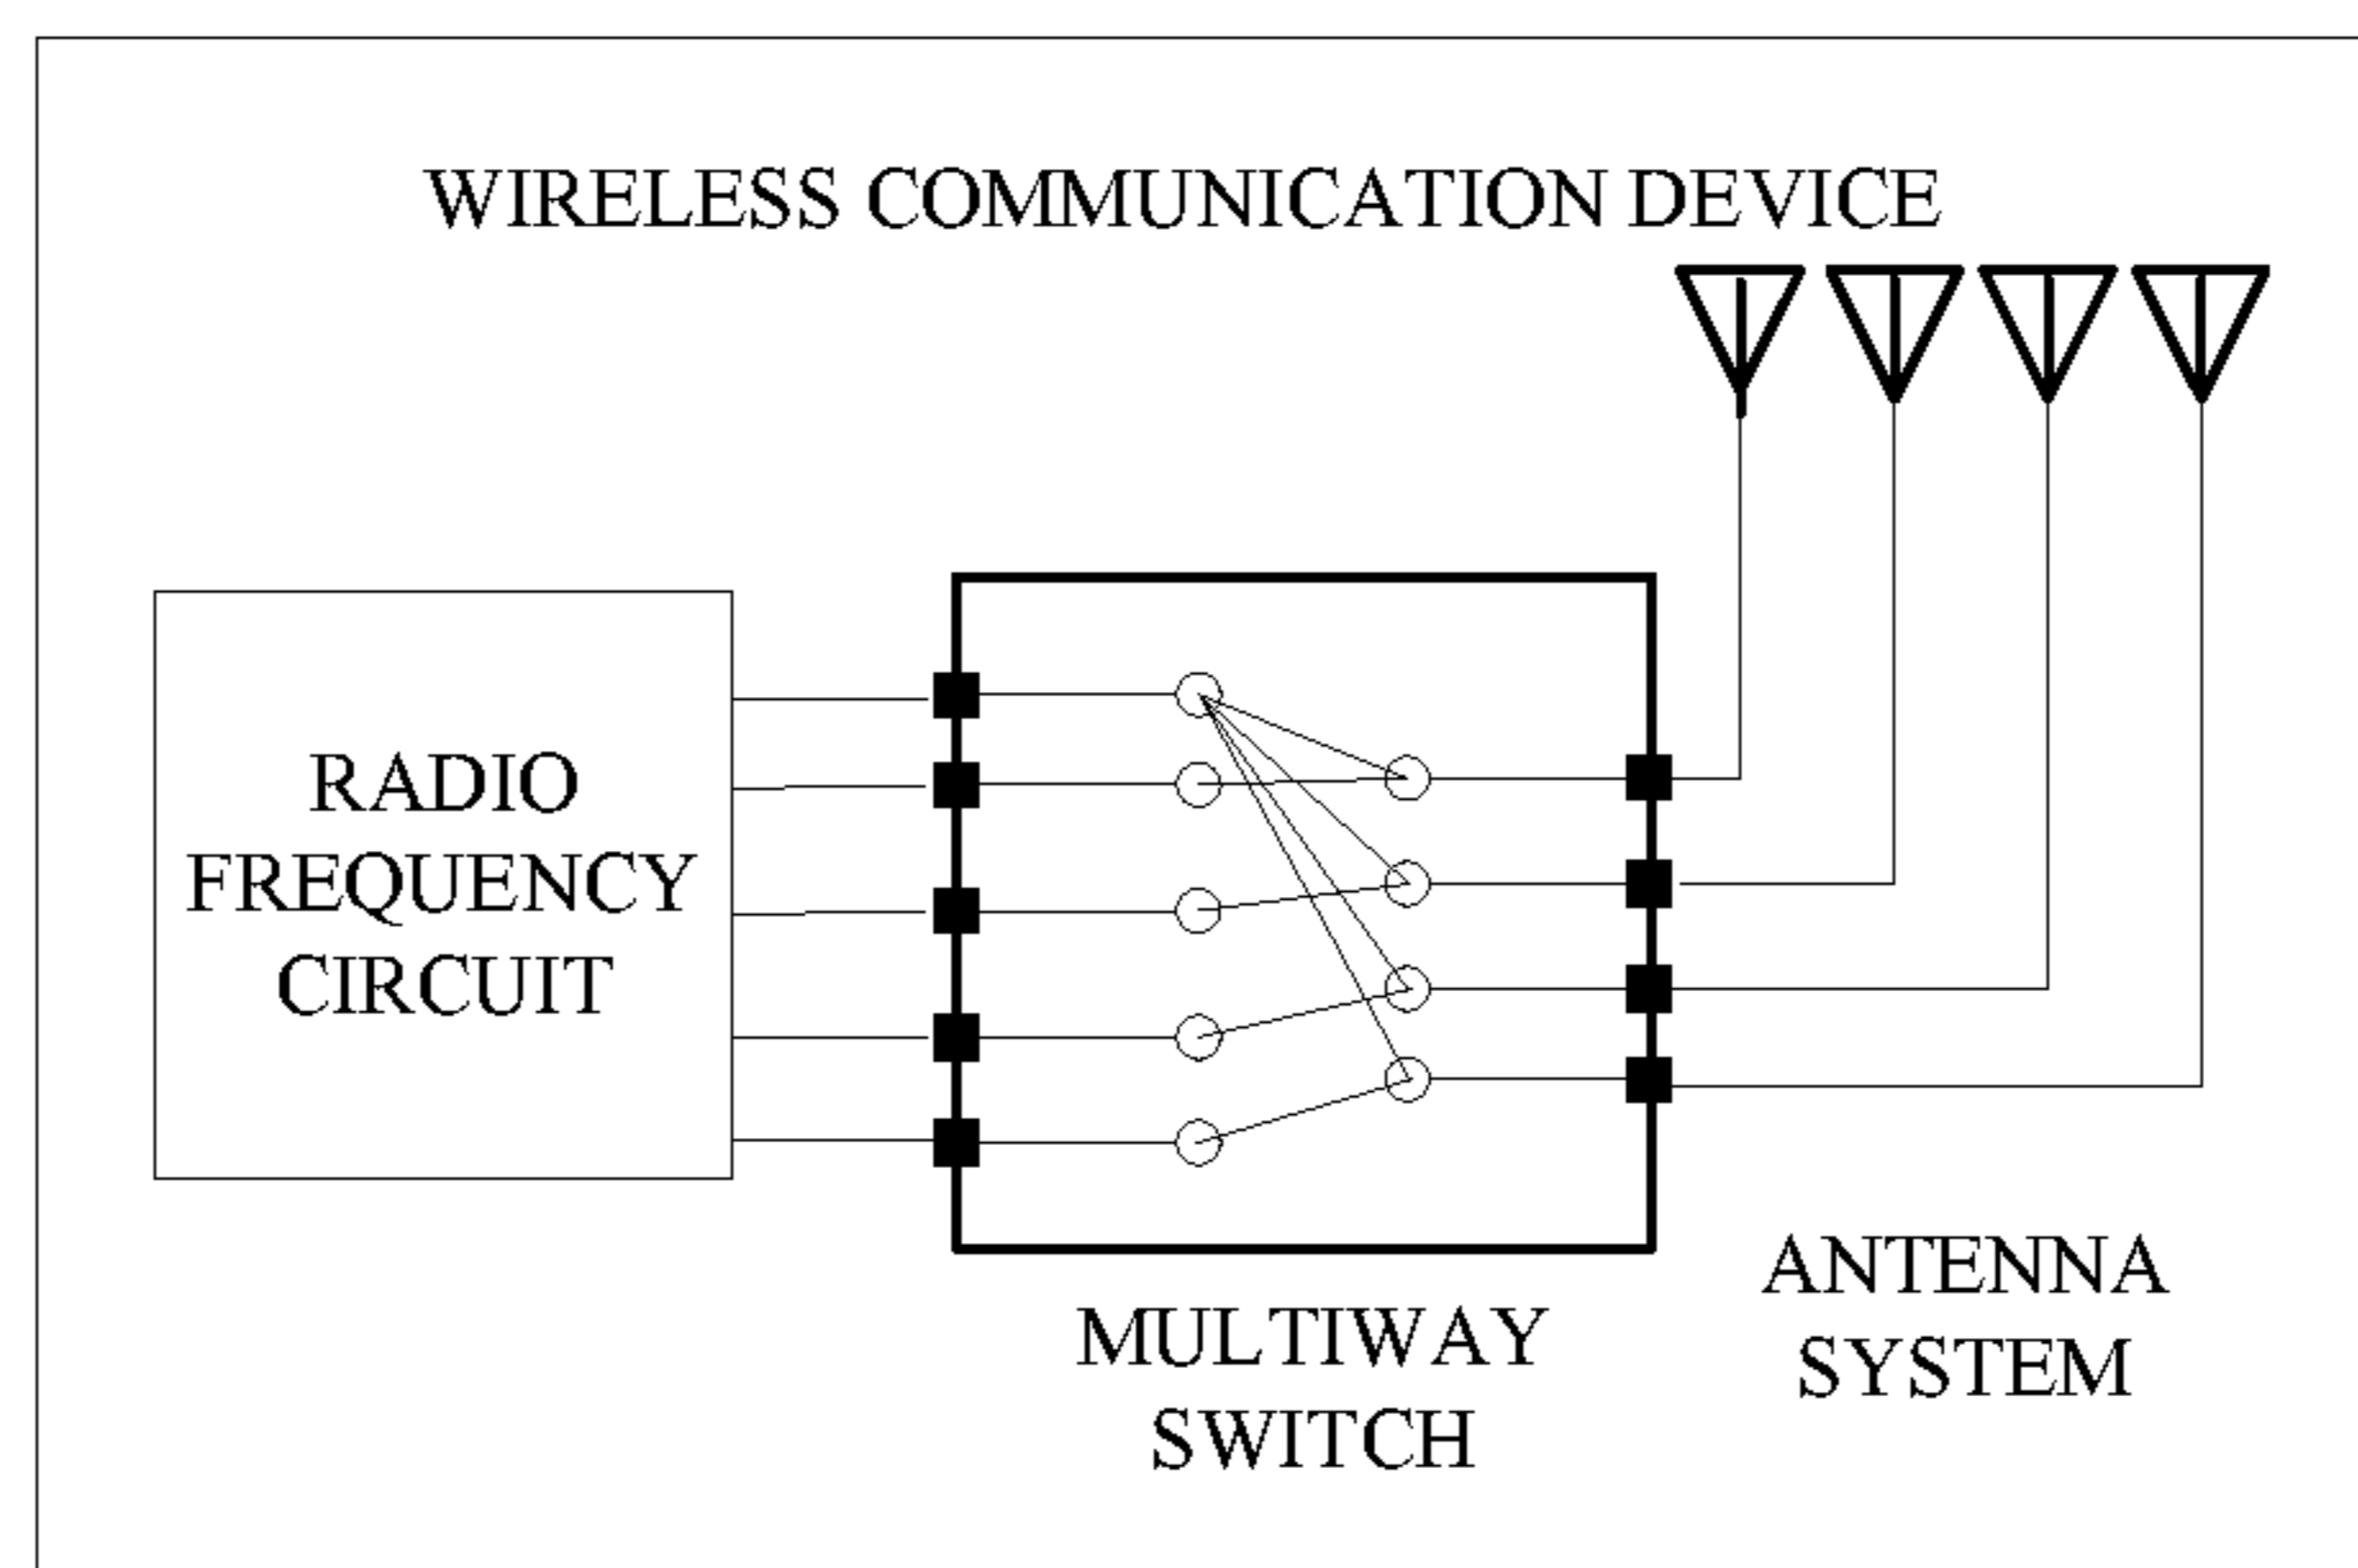 WIRELESS COMMUNICATION DEVICE
RADIO
FREQUENCY
CIRCUIT
MULTIWAY
SWITCH
ANTENNA
SYSTEM